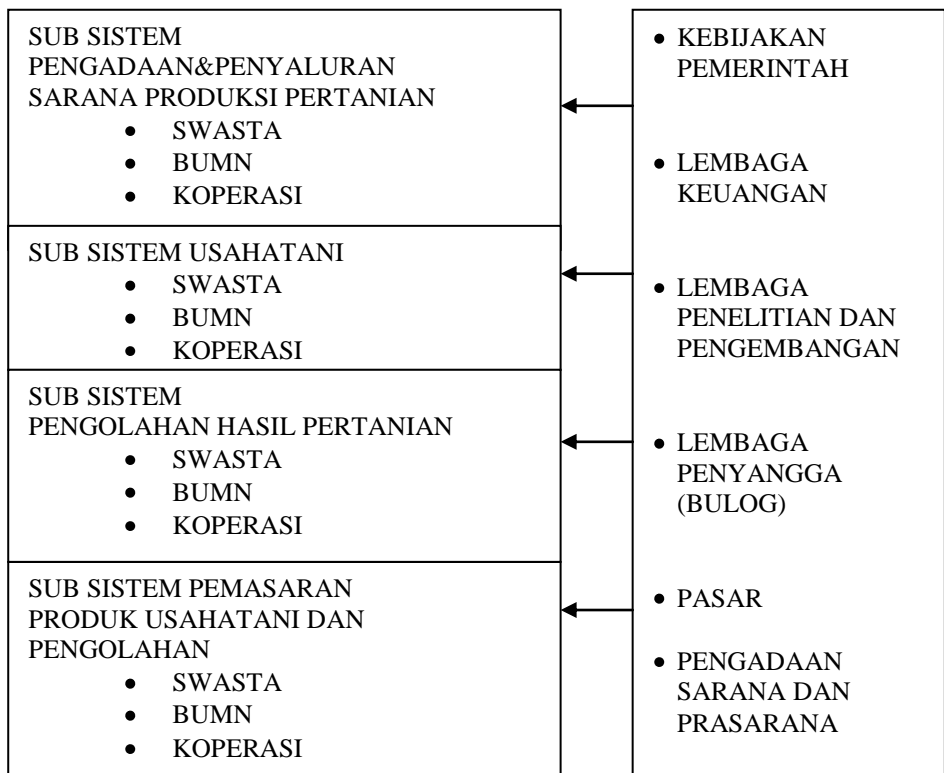 SUB SISTEM
PENGADAAN&PENYALURAN
SARANA PRODUKSI PERTANIAN
• SWASTA
• BUMN
• KOPERASI
SUB SISTEM USAHATANI
• SWASTA
• BUMN
• KOPERASI
SUB SISTEM
PENGOLAHAN HASIL PERTANIAN
• SWASTA
• BUMN
• KOPERASI
SUB SISTEM PEMASARAN
PRODUK USAHATANI DAN
PENGOLAHAN
• SWASTA
• BUMN
• KOPERASI
• KEBIJAKAN
PEMERINTAH
• LEMBAGA
KEUANGAN
• LEMBAGA
PENELITIAN DAN
PENGEMBANGAN
• LEMBAGA
PENYANGGA
(BULOG)
• PASAR
• PENGADAAN
SARANA DAN
PRASARANA